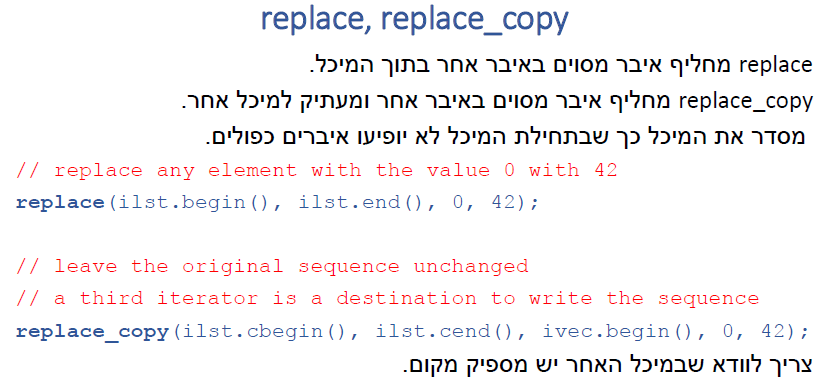 replace, replace_copy
replace מחליף איבר מסוים באיבר אחר בתוך המיכל.
replace_copy מחליף איבר מסוים באיבר אחר ומעתיק למיכל אחר.
מסדר את המיכל כך שבתחילת המיכל לא יופיעו איברים כפולים.
// replace any element with the value 0 with 42
replace(ilst.begin(), ilst.end(), 0, 42);
// leave the original sequence unchanged
// a third iterator is a destination to write the sequence
replace_copy(ilst.cbegin(), ilst.cend(), ivec.begin(), 0, 42);
צריך לוודא שבמיכל האחר יש מספיק מקום.